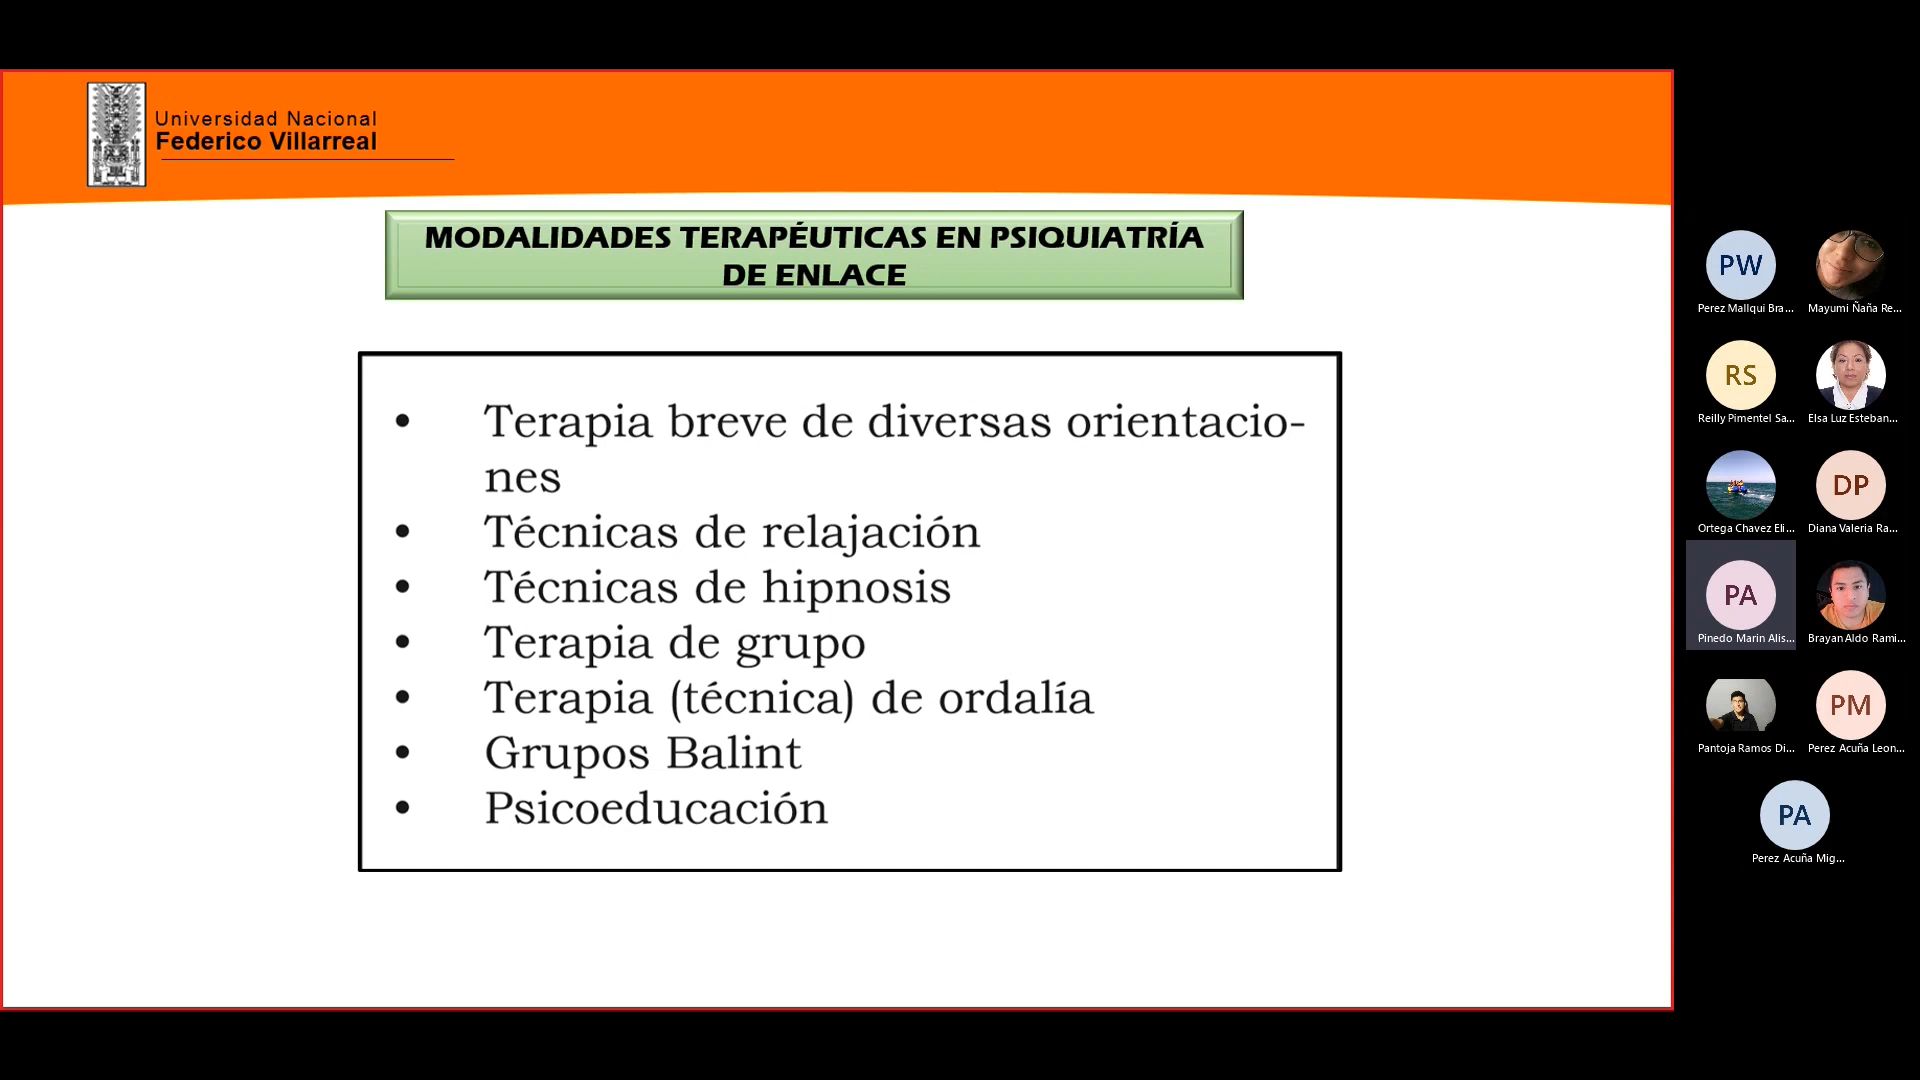 Universidad Nacional
Federico Villarreal
MODALIDADES TERAPÉUTICAS EN PSIQUIATRÍA
DE ENLACE
• Terapia breve de diversas orientacio-
nes
• Técnicas de relajación
• Técnicas de hipnosis
• Terapia de grupo
• Terapia (técnica) de ordalía
• Grupos Balint
• Psicoeducación
PW
Perez Mallqui Bra...
Mayumi Ñaña Re...
RS
Reilly Pimentel Sa...
Elsa Luz Esteban...
Ortega Chavez Eli...
DP
Diana Valeria Ra...
PA
Pinedo Marin Alis...
Brayan Aldo Rami...
Pantoja Ramos Di...
PM
Perez Acuña Leon...
PA
Perez Acuña Mig...